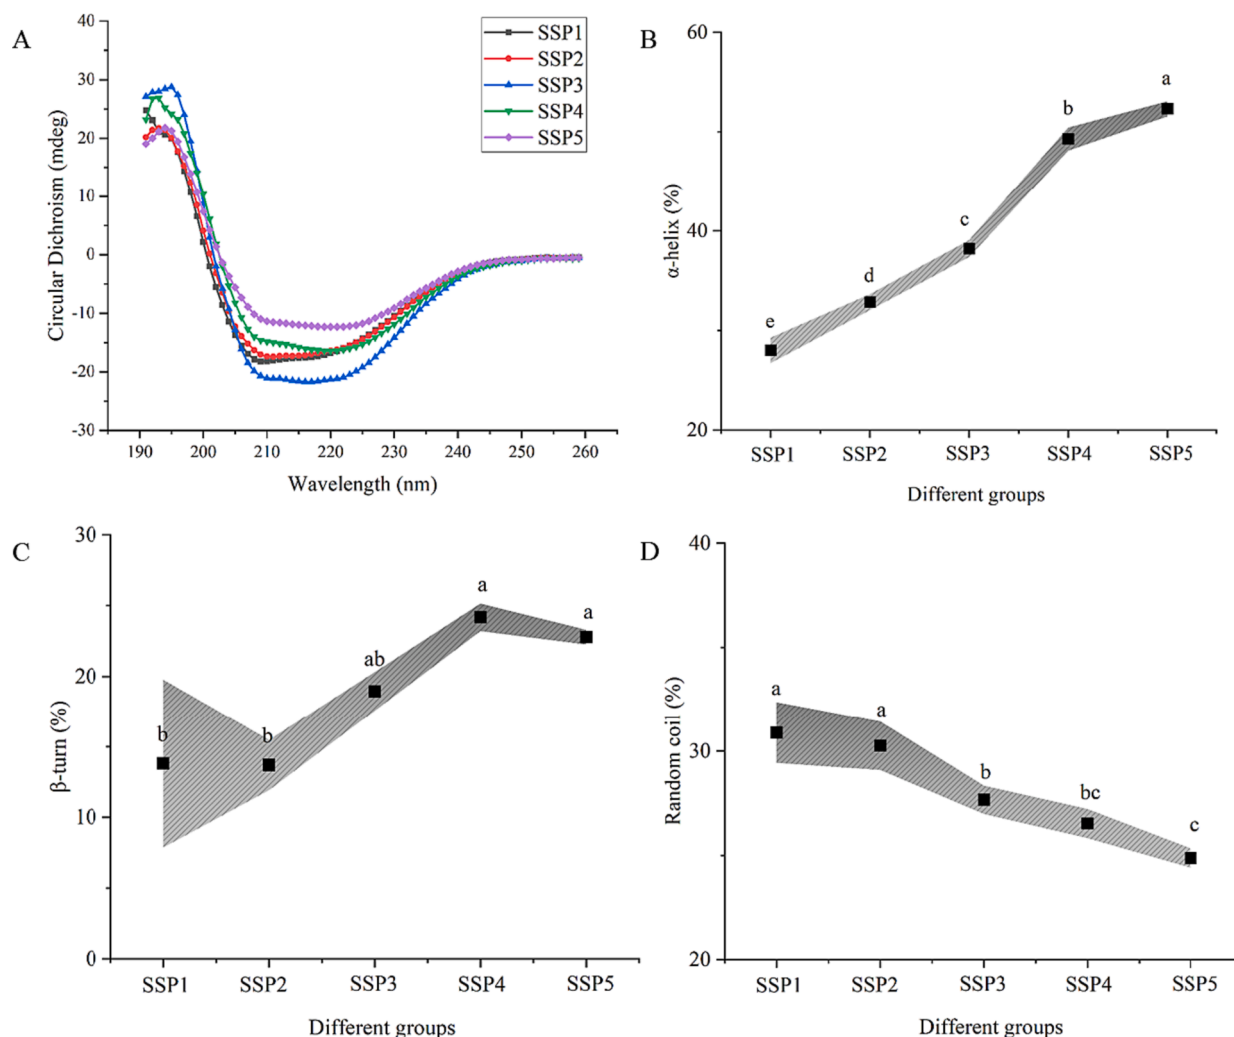 A
Circular Dichroism (mdeg)
40
30
20
10
0
-10
-20
-30
190 200 210 220 230 240 250 260
Wavelength (nm)
SSP1
SSP2
SSP3
SSP4
SSP5
B
α-helix (%)
60
40
20
e
d
c
b
a
SSP1 SSP2 SSP3 SSP4 SSP5
Different groups
C
β-turn (%)
30
20
10
0
b
b
ab
a
a
SSP1 SSP2 SSP3 SSP4 SSP5
Different groups
D
Random coil (%)
40
30
20
a
a
b
bc
c
SSP1 SSP2 SSP3 SSP4 SSP5
Different groups